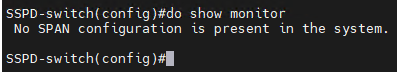 SSPD-switch(config)#do show monitor
No SPAN configuration is present in the system.
SSPD-switch(config)#